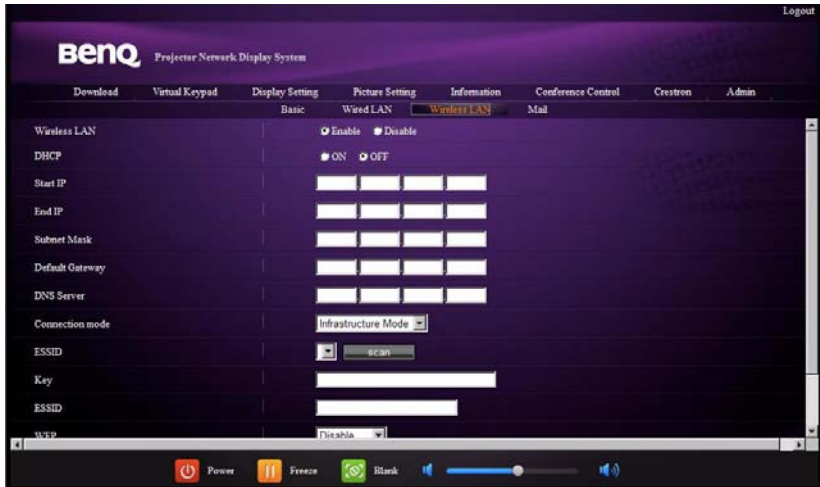 Logout
BenQ Projector Network Display System
Download Virtual Keypad Display Setting Picture Setting Information Conference Control Crestron Admin
Basic Wired LAN Wireless LAN Mail
Wireless LAN Enable Disable
DHCP ON OFF
Start IP
End IP
Subnet Mask
Default Gateway
DNS Server
Connection mode Infrastructure Mode
ESSID scan
Key
ESSID
WEP Disable
Power Freeze Blank